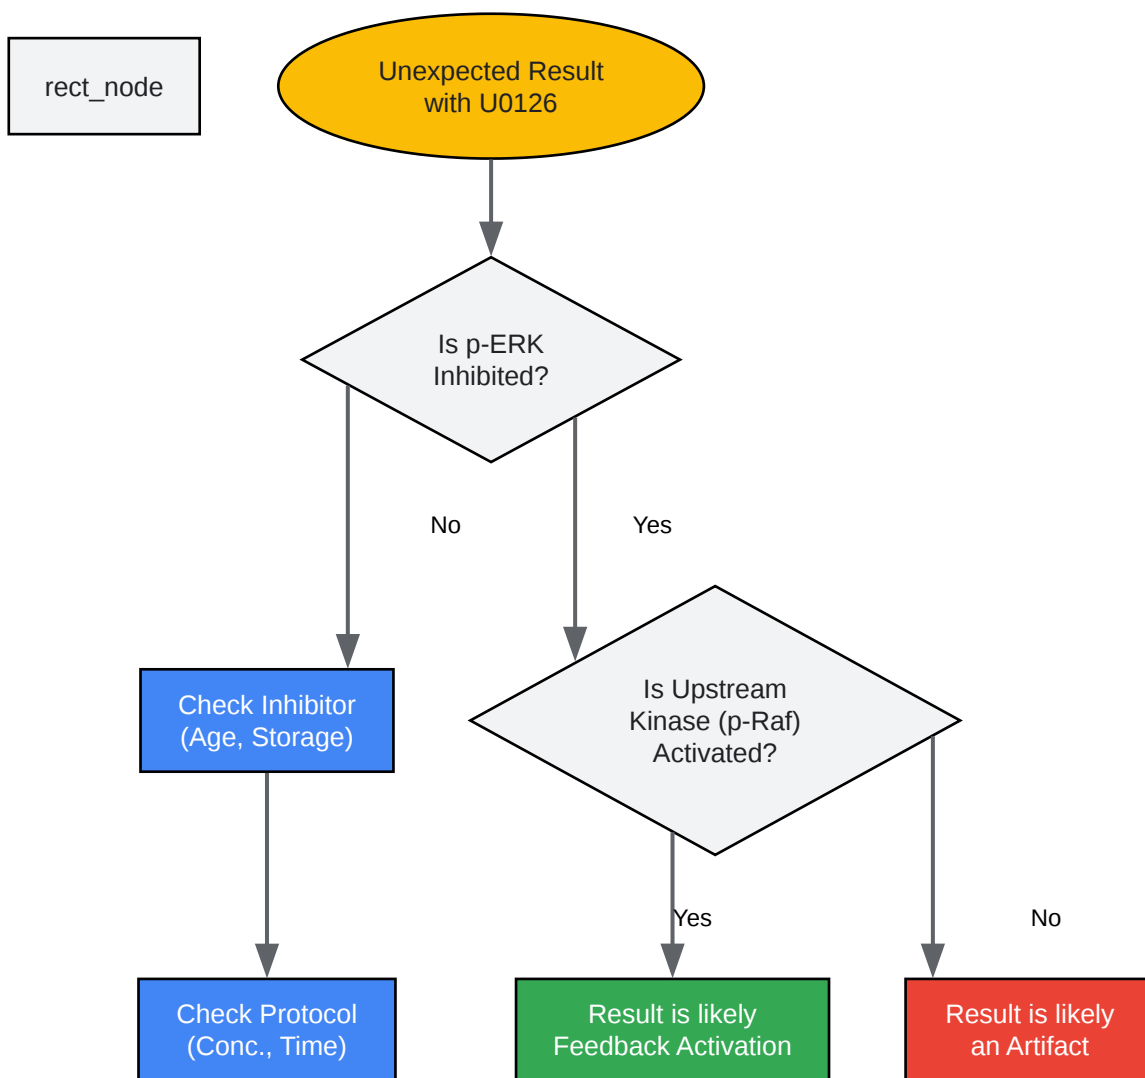 rect_node
Unexpected Result
with U0126
Is p-ERK
Inhibited?
No
Yes
Check Inhibitor
(Age, Storage)
Is Upstream
Kinase (p-Raf)
Activated?
Yes
No
Check Protocol
(Conc., Time)
Result is likely
Feedback Activation
Result is likely
an Artifact